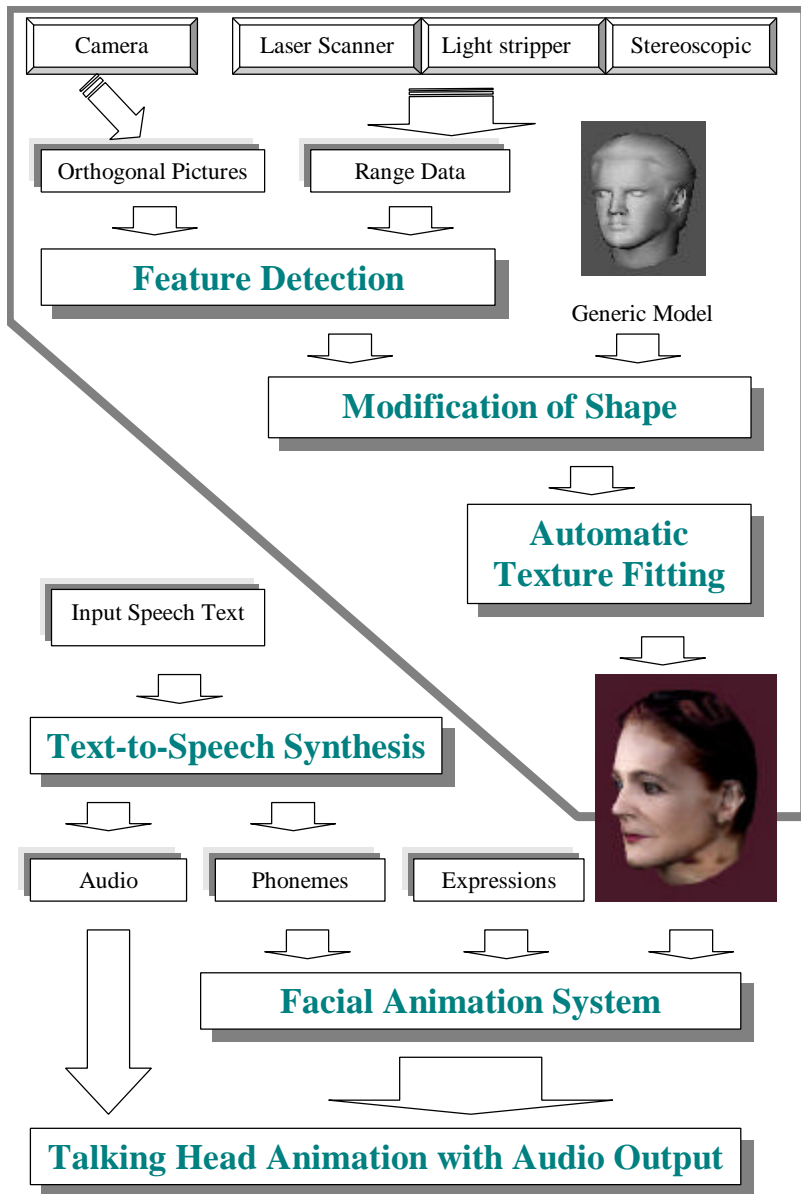 Camera
Laser Scanner
Light stripper
Stereoscopic
Orthogonal Pictures
Range Data
Feature Detection
Generic Model
Modification of Shape
Automatic
Texture Fitting
Input Speech Text
Text-to-Speech Synthesis
Audio
Phonemes
Expressions
Facial Animation System
Talking Head Animation with Audio Output